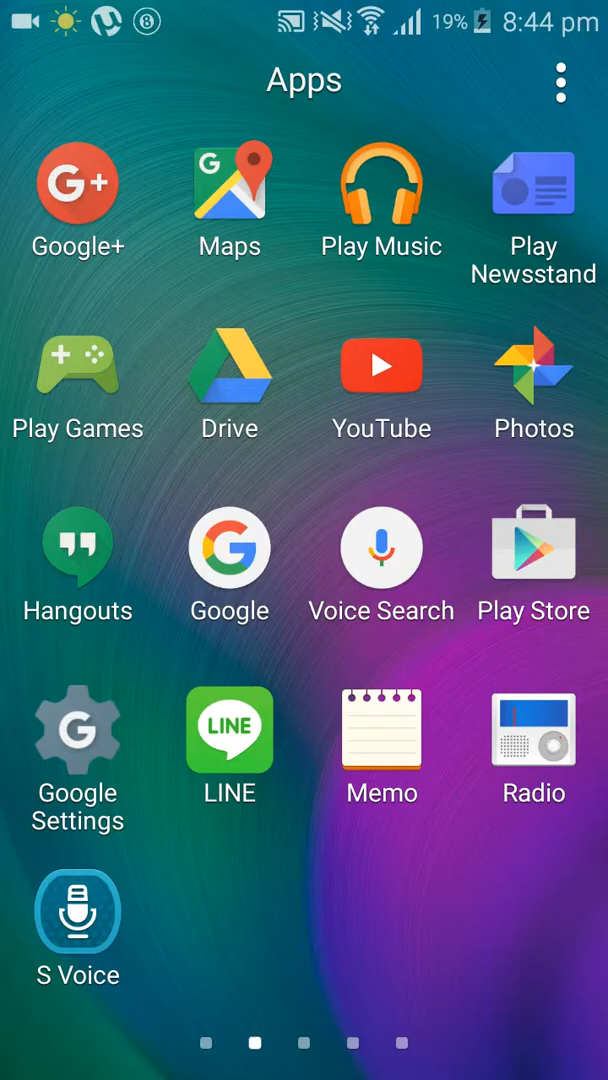 19% 8:44 pm
Apps
G+
G
Google+ Maps Play Music Play
Newsstand
Play Games Drive YouTube Photos
G
Hangouts Google Voice Search Play Store
G LINE
Google LINE Memo Radio
Settings
S Voice